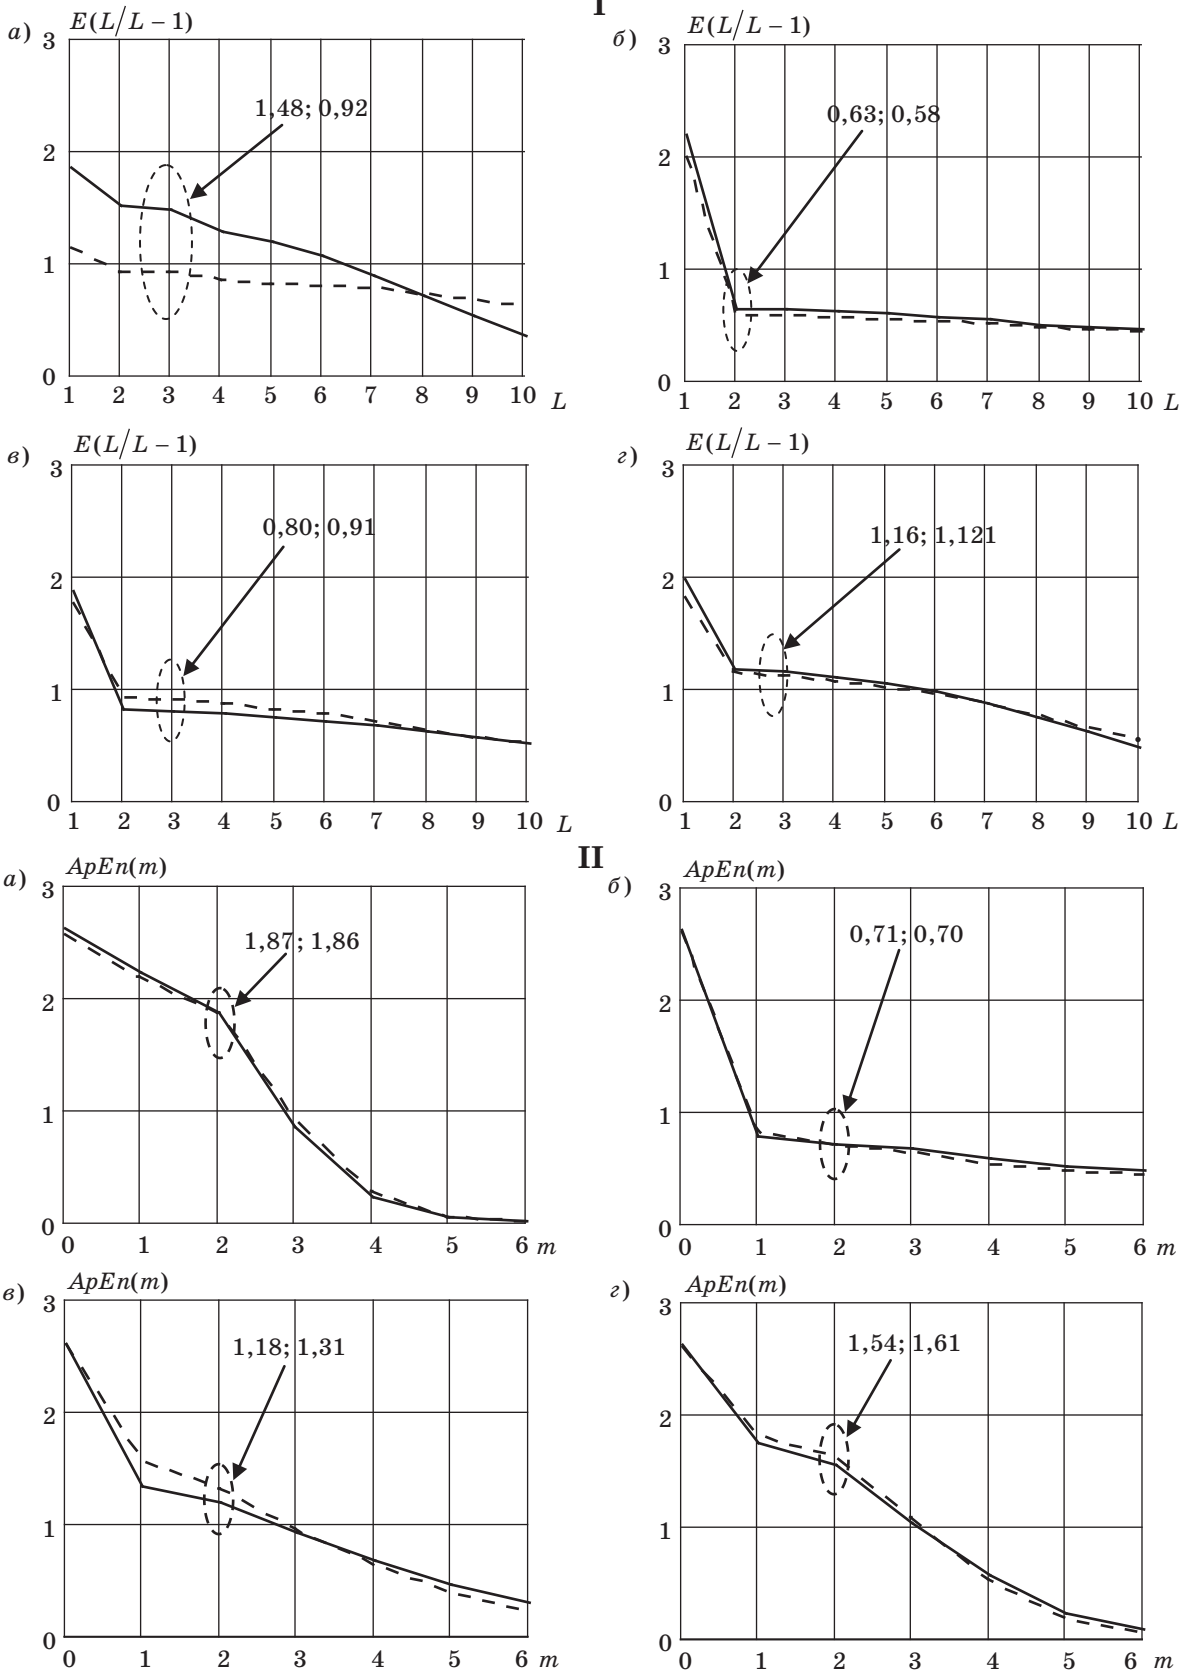 I
а) E(L/L – 1)
3
1,48; 0,92
2
1
0
1 2 3 4 5 6 7 8 9 10 L
б) E(L/L – 1)
3
0,63; 0,58
2
1
0
1 2 3 4 5 6 7 8 9 10 L
в) E(L/L – 1)
3
0,80; 0,91
2
1
0
1 2 3 4 5 6 7 8 9 10 L
г) E(L/L – 1)
3
1,16; 1,121
2
1
0
1 2 3 4 5 6 7 8 9 10 L
II
а) ApEn(m)
3
1,87; 1,86
2
1
0
0 1 2 3 4 5 6 m
б) ApEn(m)
3
0,71; 0,70
2
1
0
0 1 2 3 4 5 6 m
в) ApEn(m)
3
1,18; 1,31
2
1
0
0 1 2 3 4 5 6 m
г) ApEn(m)
3
1,54; 1,61
2
1
0
0 1 2 3 4 5 6 m